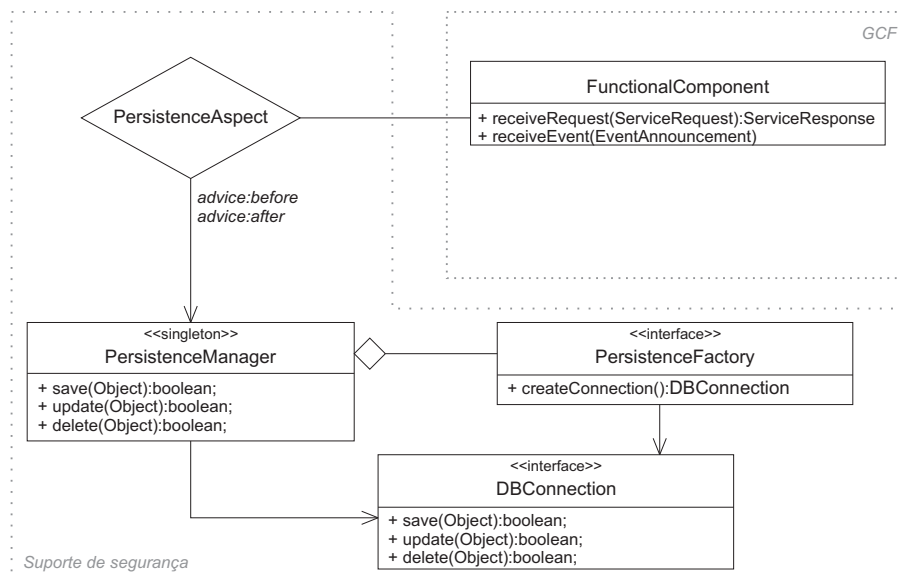 GCF
FunctionalComponent
+ receiveRequest(ServiceRequest):ServiceResponse
+ receiveEvent(EventAnnouncement)
PersistenceAspect
advice:before
advice:after
<<singleton>>
PersistenceManager
+ save(Object):boolean;
+ update(Object):boolean;
+ delete(Object):boolean;
<<interface>>
PersistenceFactory
+ createConnection():DBConnection
<<interface>>
DBConnection
+ save(Object):boolean;
+ update(Object):boolean;
+ delete(Object):boolean;
Suporte de segurança